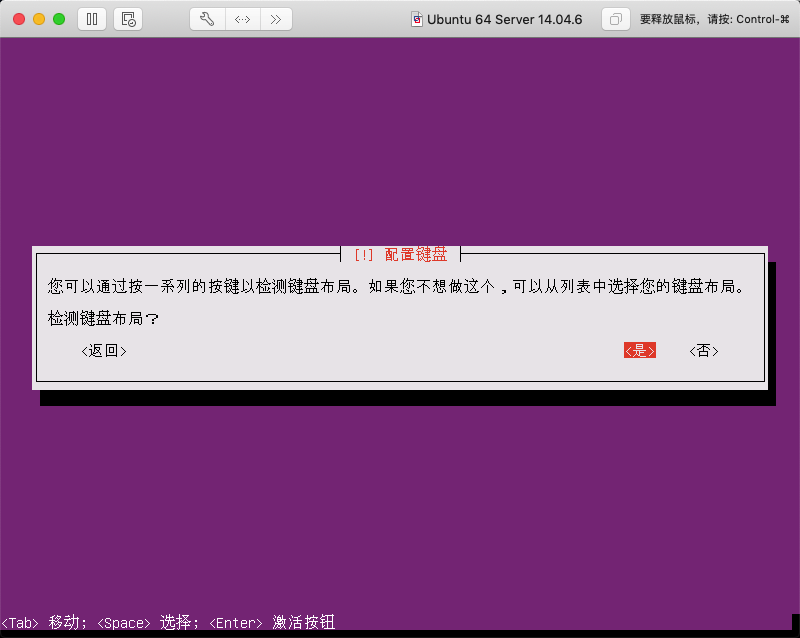 Ubuntu 64 Server 14.04.6
要释放鼠标，请按: Control-⌘
[!] 配置键盘
您可以通过按一系列的按键以检测键盘布局。如果您不想做这个，可以从列表中选择您的键盘布局。
检测键盘布局？
<返回> <是> <否>
<Tab> 移动; <Space> 选择; <Enter> 激活按钮